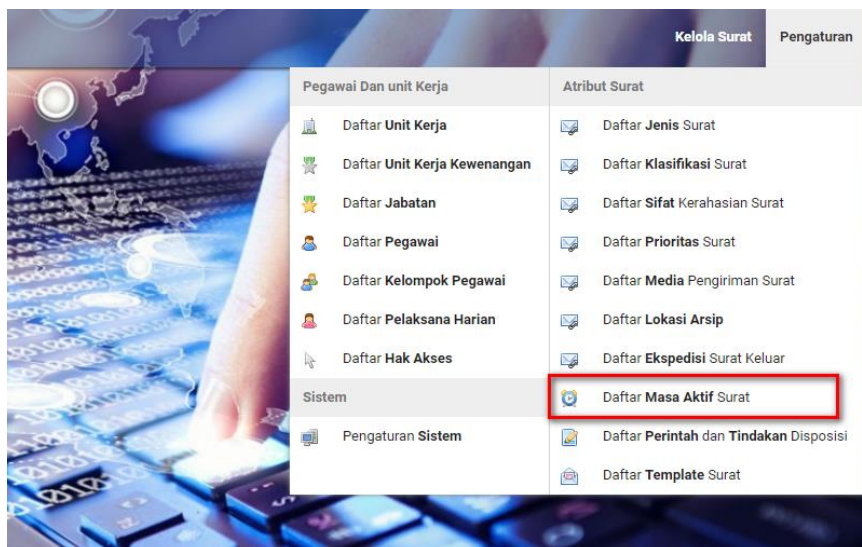 Kelola Surat
Pengaturan
Pegawai Dan unit Kerja
Daftar Unit Kerja
Daftar Unit Kerja Kewenangan
Daftar Jabatan
Daftar Pegawai
Daftar Kelompok Pegawai
Daftar Pelaksana Harian
Daftar Hak Akses
Sistem
Pengaturan Sistem
Atribut Surat
Daftar Jenis Surat
Daftar Klasifikasi Surat
Daftar Sifat Kerahasian Surat
Daftar Prioritas Surat
Daftar Media Pengiriman Surat
Daftar Lokasi Arsip
Daftar Ekspedisi Surat Keluar
Daftar Masa Aktif Surat
Daftar Perintah dan Tindakan Disposisi
Daftar Template Surat